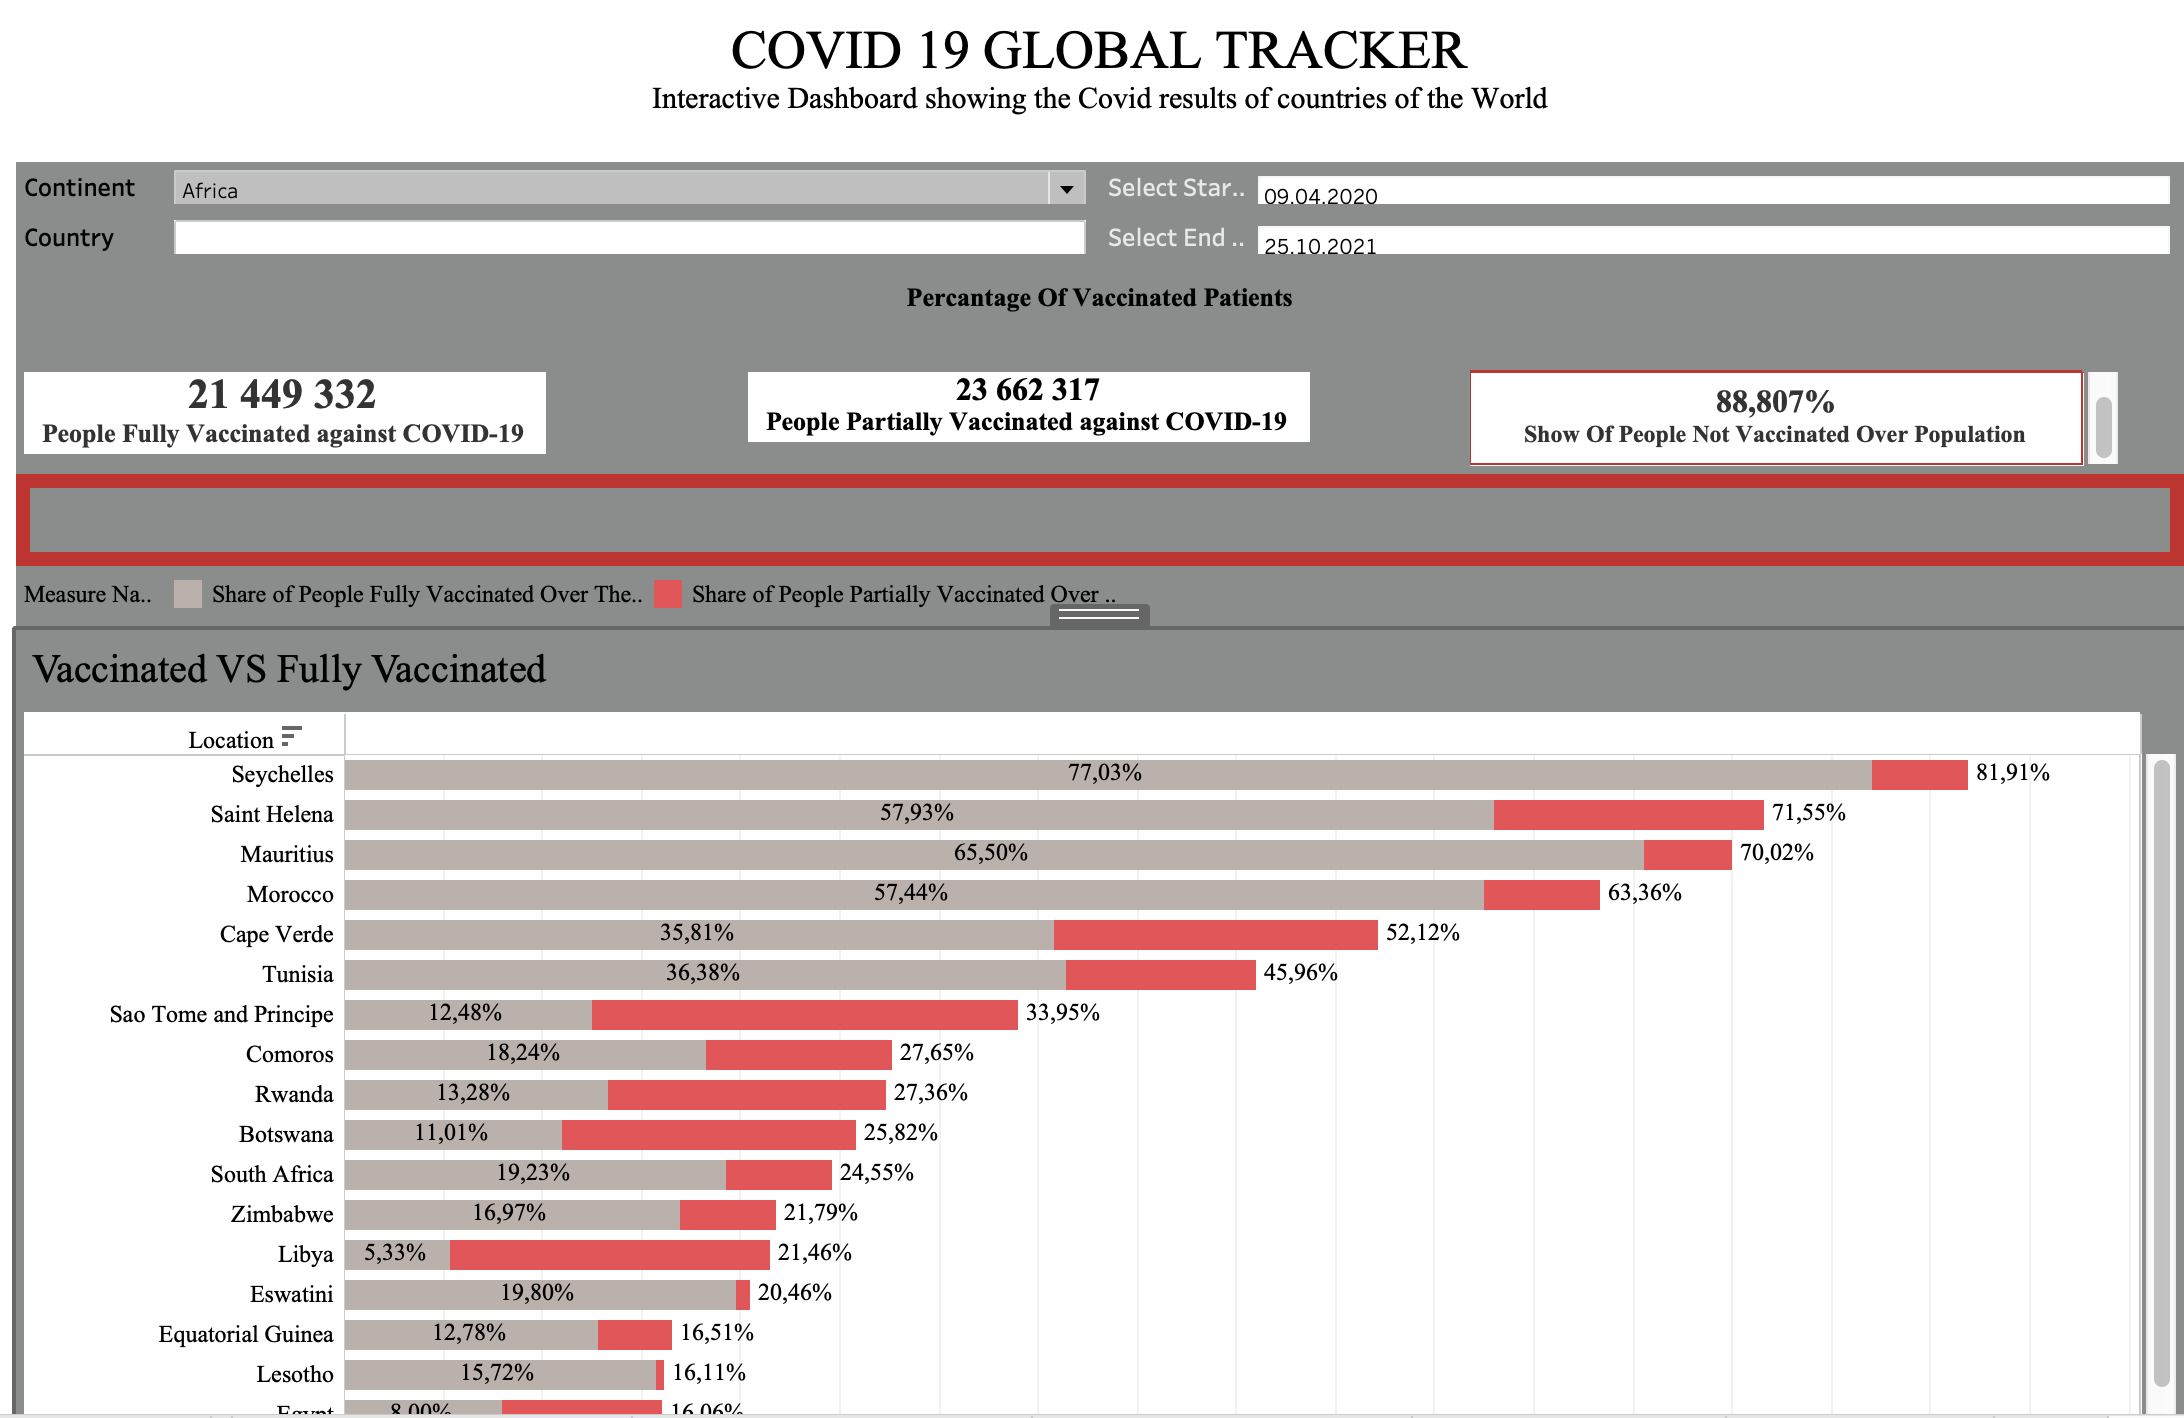 COVID 19 GLOBAL TRACKER
Interactive Dashboard showing the Covid results of countries of the World
Continent Africa Select Star.. 09.04.2020
Country Select End .. 25.10.2021
Percantage Of Vaccinated Patients
21 449 332
People Fully Vaccinated against COVID-19
23 662 317
People Partially Vaccinated against COVID-19
88,807%
Show Of People Not Vaccinated Over Population
Measure Na.. Share of People Fully Vaccinated Over The.. Share of People Partially Vaccinated Over ..
Vaccinated VS Fully Vaccinated
Location
Seychelles 77,03% 81,91%
Saint Helena 57,93% 71,55%
Mauritius 65,50% 70,02%
Morocco 57,44% 63,36%
Cape Verde 35,81% 52,12%
Tunisia 36,38% 45,96%
Sao Tome and Principe 12,48% 33,95%
Comoros 18,24% 27,65%
Rwanda 13,28% 27,36%
Botswana 11,01% 25,82%
South Africa 19,23% 24,55%
Zimbabwe 16,97% 21,79%
Libya 5,33% 21,46%
Eswatini 19,80% 20,46%
Equatorial Guinea 12,78% 16,51%
Lesotho 15,72% 16,11%
Egypt 8,00% 16,06%